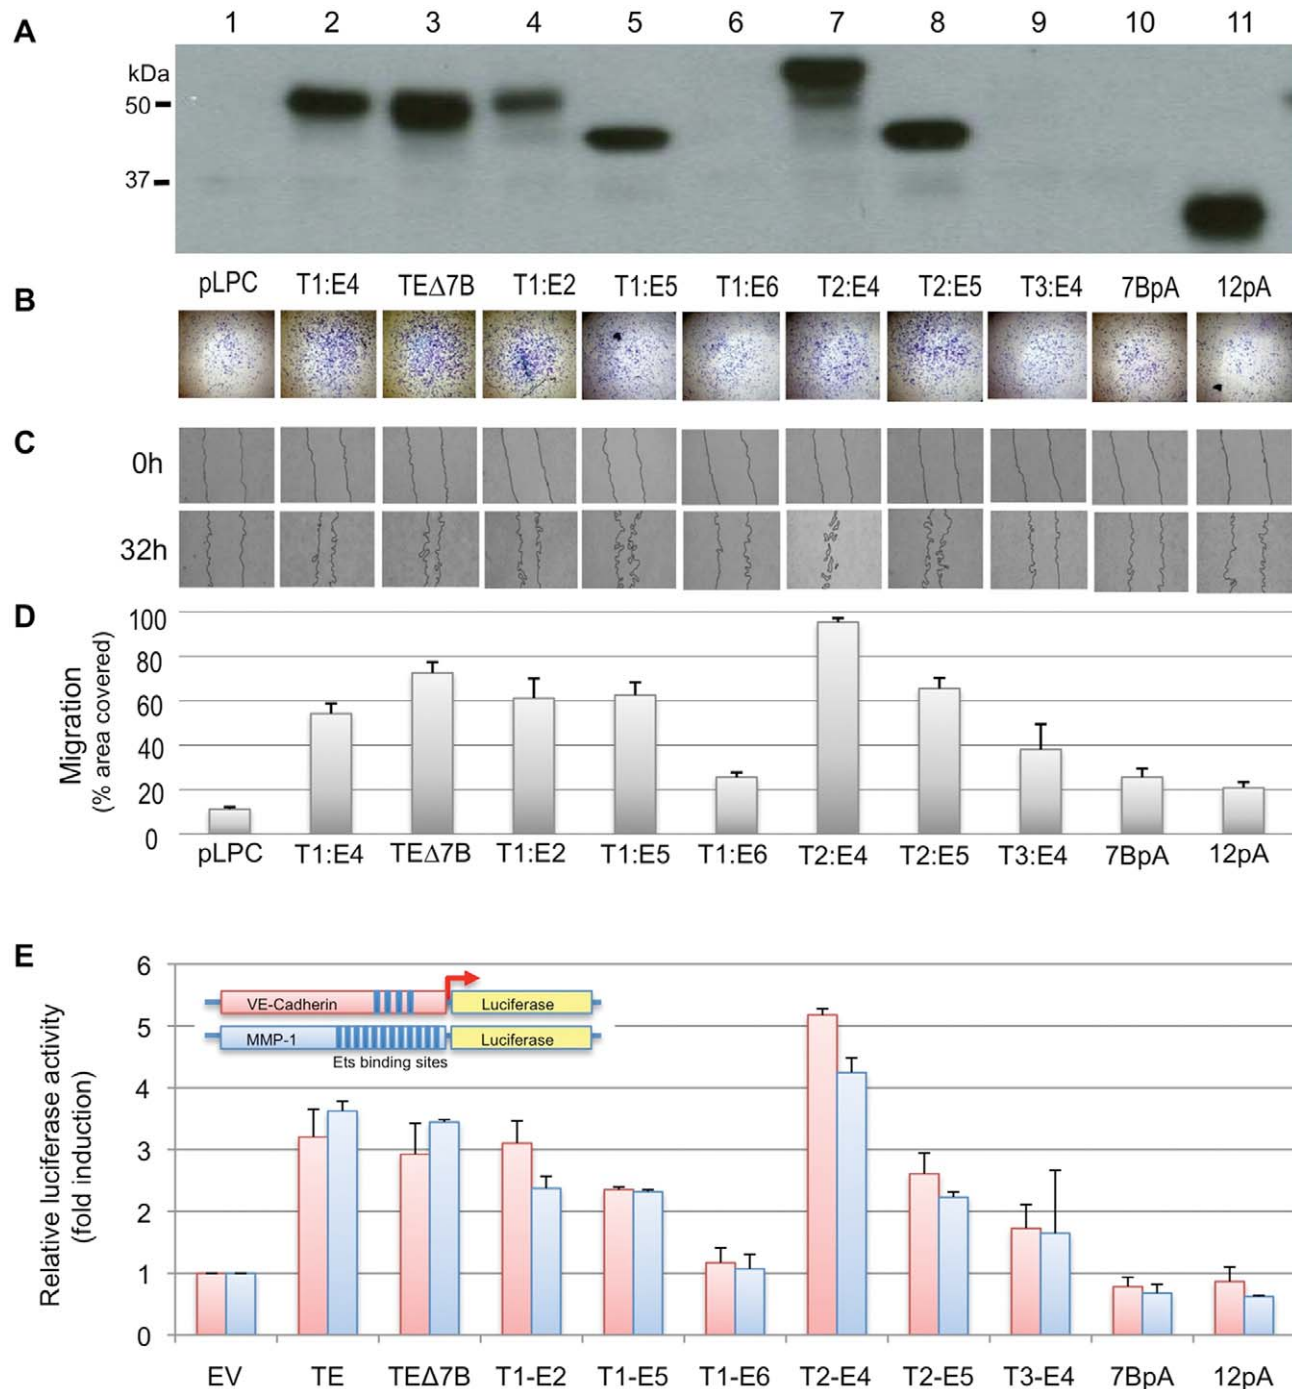 A
1 2 3 4 5 6 7 8 9 10 11
kDa
50
37
pLPC T1:E4 TEΔ7B T1:E2 T1:E5 T1:E6 T2:E4 T2:E5 T3:E4 7BpA 12pA
B
C
0h
32h
D
Migration
(% area covered)
100
80
60
40
20
0
pLPC T1:E4 TEΔ7B T1:E2 T1:E5 T1:E6 T2:E4 T2:E5 T3:E4 7BpA 12pA
E
Relative luciferase activity
(fold induction)
6
5
4
3
2
1
0
VE-Cadherin Luciferase
MMP-1 Luciferase
Ets binding sites
EV TE TEΔ7B T1-E2 T1-E5 T1-E6 T2-E4 T2-E5 T3-E4 7BpA 12pA